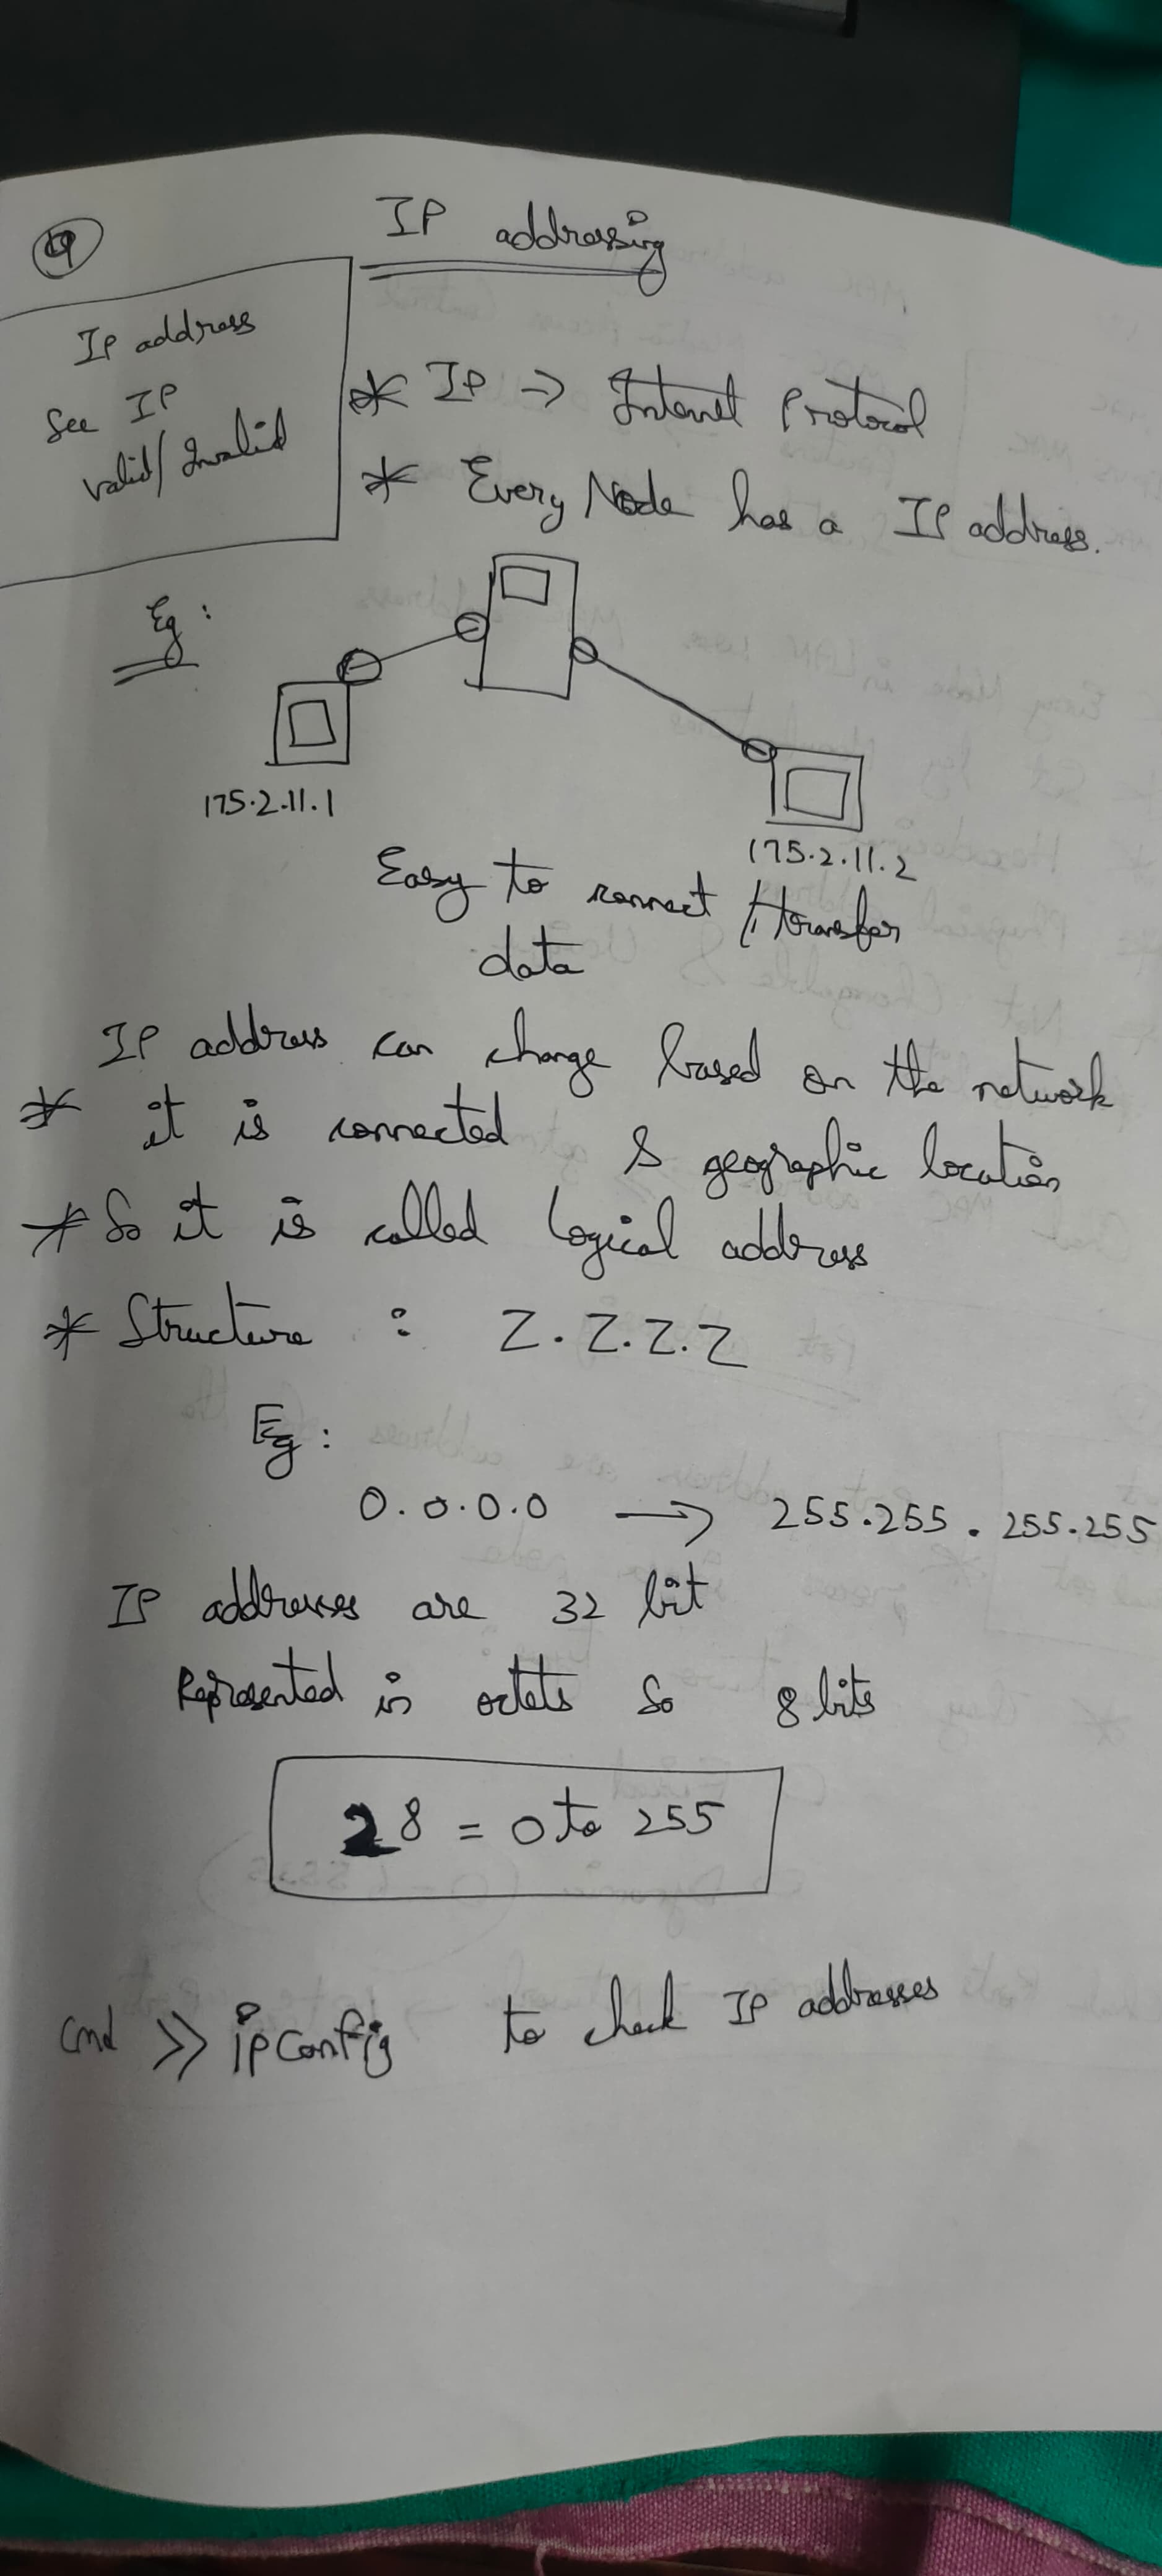 4
IP addressing
IP address
See IP
valid/Invalid
* IP → Internet Protocol
* Every Node has a IP address.
Eg:
175.2.11.1
175.2.11.2
Easy to connect / transfer
data
IP address can change based on the network
* it is connected & geographic location
* So it is called Logical address
* Structure : Z.Z.Z.Z
Eg:
0.0.0.0 → 255.255.255.255
IP addresses are 32 bit
Represented in octets So 8 bits
2⁸ = 0 to 255
Cmd >> ipconfig to check IP addresses